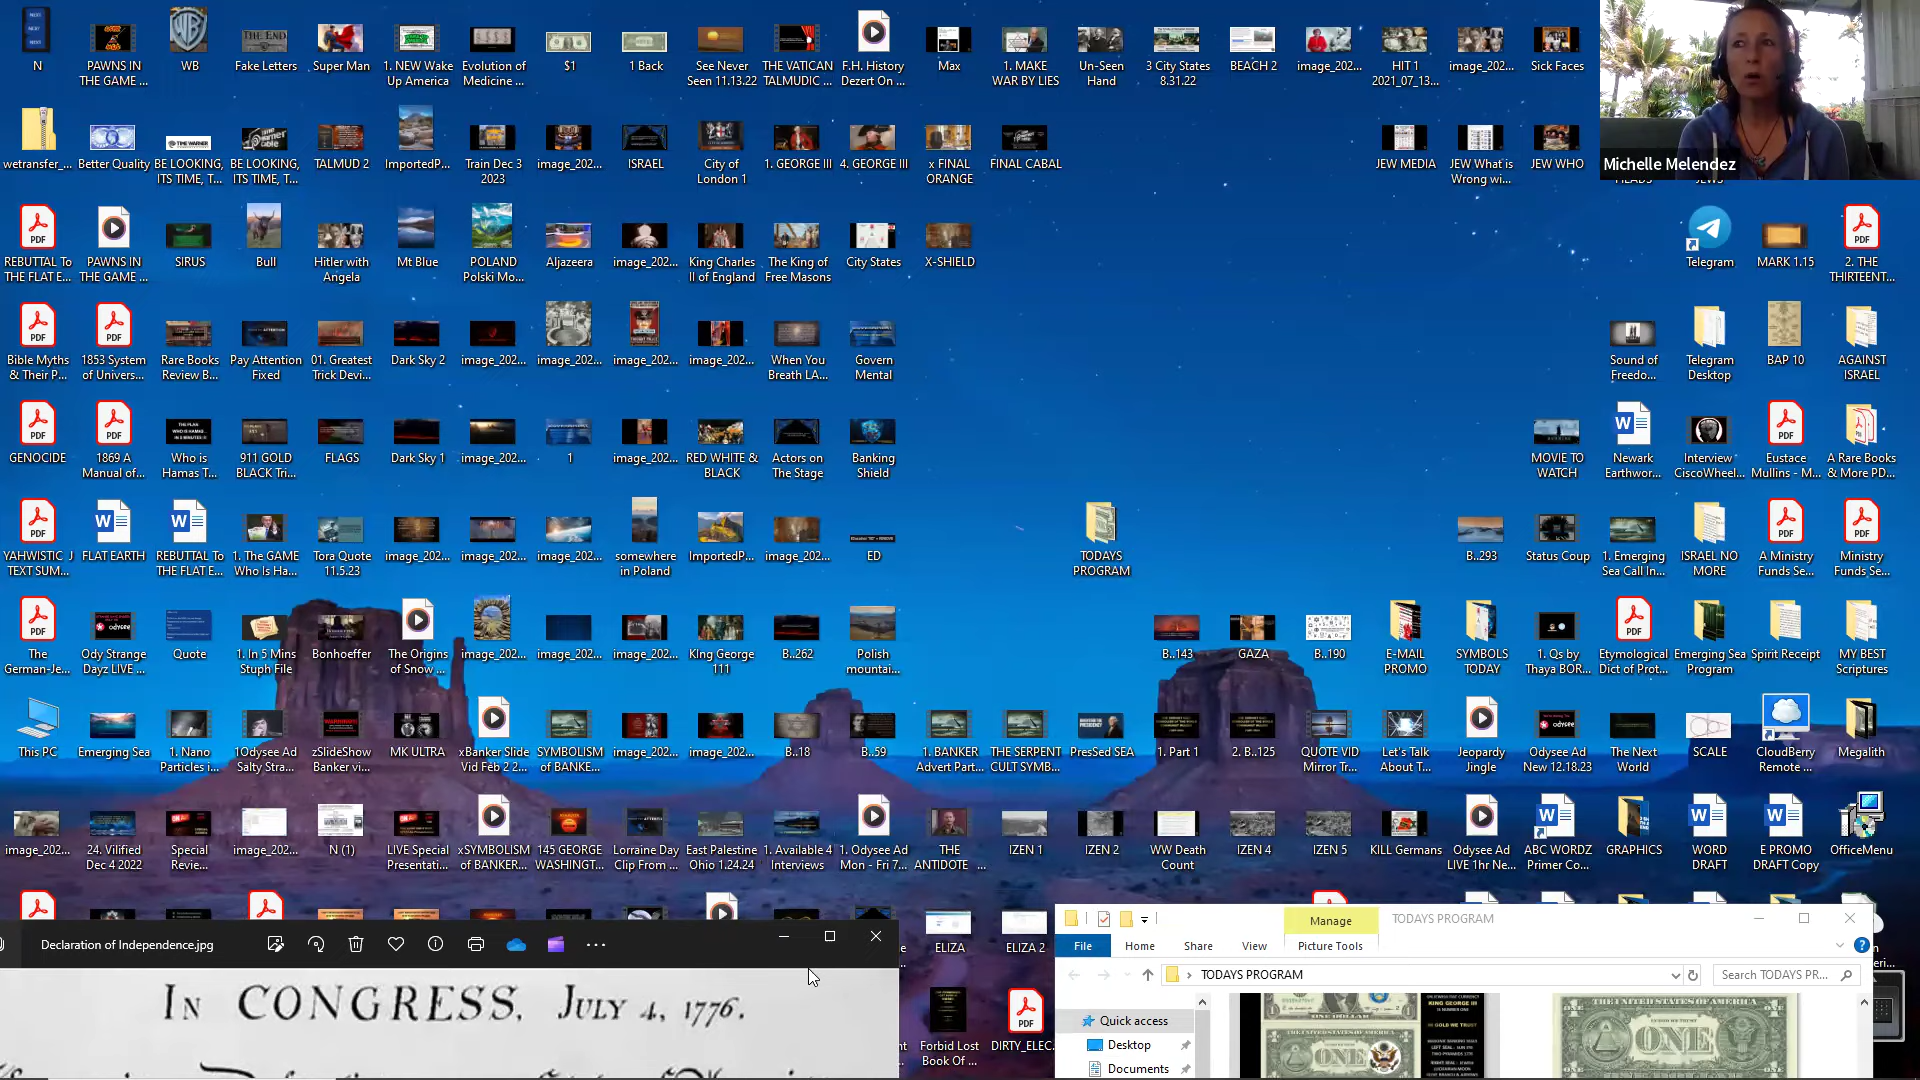 N
PAWNS IN THE GAME ...
WB
Fake Letters
Super Man
1. NEW Wake Up America
Evolution of Medicine ...
$1
1 Back
See Never Seen 11.13.22
THE VATICAN TALMUDIC ...
F.H. History Dezert On ...
Max
1. MAKE WAR BY LIES
Un-Seen Hand
3 City States 8.31.22
BEACH 2
image_202...
HIT 1 2021_07_13...
image_202...
Sick Faces
Michelle Melendez
wetransfer_...
Better Quality
BE LOOKING, ITS TIME, T...
BE LOOKING, ITS TIME, T...
TALMUD 2
ImportedP...
Train Dec 3 2023
image_202...
ISRAEL
City of London 1
1. GEORGE III
4. GEORGE III
x FINAL ORANGE
FINAL CABAL
JEW MEDIA
JEW What is Wrong wi...
JEW WHO
REBUTTAL To THE FLAT E...
PAWNS IN THE GAME ...
SIRUS
Bull
Hitler with Angela
Mt Blue
POLAND Polski Mo...
Aljazeera
image_202...
King Charles II of England
The King of Free Masons
City States
X-SHIELD
Telegram
MARK 1.15
2. THE THIRTEENT...
Bible Myths & Their P...
1853 System of Univers...
Rare Books Review B...
Pay Attention Fixed
01. Greatest Trick Devi...
Dark Sky 2
image_202...
image_202...
image_202...
image_202...
When You Breath LA...
Govern Mental
Sound of Freedo...
Telegram Desktop
BAP 10
AGAINST ISRAEL
GENOCIDE
1869 A Manual of...
Who is Hamas T...
911 GOLD BLACK Tri...
FLAGS
Dark Sky 1
image_202...
1
image_202...
RED WHITE & BLACK
Actors on The Stage
Banking Shield
MOVIE TO WATCH
Newark Earthwor...
Interview CiscoWheel...
Eustace Mullins - M...
A Rare Books & More PD...
YAHWISTIC_J TEXT SUM...
FLAT EARTH
REBUTTAL To THE FLAT E...
1. The GAME Who Is Ha...
Tora Quote 11.5.23
image_202...
image_202...
image_202...
somewhere in Poland
ImportedP...
image_202...
ED
TODAYS PROGRAM
B..293
Status Coup
1. Emerging Sea Call In...
ISRAEL NO MORE
A Ministry Funds Se...
Ministry Funds Se...
The German-Je...
Ody Strange Dayz LIVE ...
Quote
1. In 5 Mins Stuph File
Bonhoeffer
The Origins of Snow ...
image_202...
image_202...
image_202...
KIng George 111
B..262
Polish mountai...
B..143
GAZA
B..190
E-MAIL PROMO
SYMBOLS TODAY
1. Qs by Thaya BOR...
Etymological Dict of Prot...
Emerging Sea Program
Spirit Receipt
MY BEST Scriptures
This PC
Emerging Sea
1. Nano Particles i...
1Odysee Ad Salty Stra...
zSlideShow Banker vi...
MK ULTRA
xBanker Slide Vid Feb 2 2...
SYMBOLISM of BANKE...
image_202...
image_202...
B..18
B..59
1. BANKER Advert Part...
THE SERPENT CULT SYMB...
PresSed SEA
1. Part 1
2. B..125
QUOTE VID Mirror Tr...
Let's Talk About T...
Jeopardy Jingle
Odysee Ad New 12.18.23
The Next World
SCALE
CloudBerry Remote ...
Megalith
image_202...
24. Vilified Dec 4 2022
Special Revie...
image_202...
N (1)
LIVE Special Presentati...
xSYMBOLISM of BANKER...
145 GEORGE WASHINGT...
Lorraine Day Clip From ...
East Palestine Ohio 1.24.24
1. Available 4 Interviews
1. Odysee Ad Mon - Fri 7...
THE ANTIDOTE ...
IZEN 1
IZEN 2
WW Death Count
IZEN 4
IZEN 5
KILL Germans
Odysee Ad LIVE 1hr Ne...
ABC WORDZ Primer Co...
GRAPHICS
WORD DRAFT
E PROMO DRAFT Copy
OfficeMenu
ELIZA
ELIZA 2
Forbid Lost Book Of ...
DIRTY_ELEC...
Declaration of Independence.jpg
IN CONGRESS, JULY 4, 1776.
Manage
TODAYS PROGRAM
File
Home
Share
View
Picture Tools
TODAYS PROGRAM
Search TODAYS PR...
Quick access
Desktop
Documents
ONE DOLLAR
ONE
KING GEORGE III
IS NUMBER ONE
IN GOLD WE TRUST
THE UNITED STATES OF AMERICA
ONE